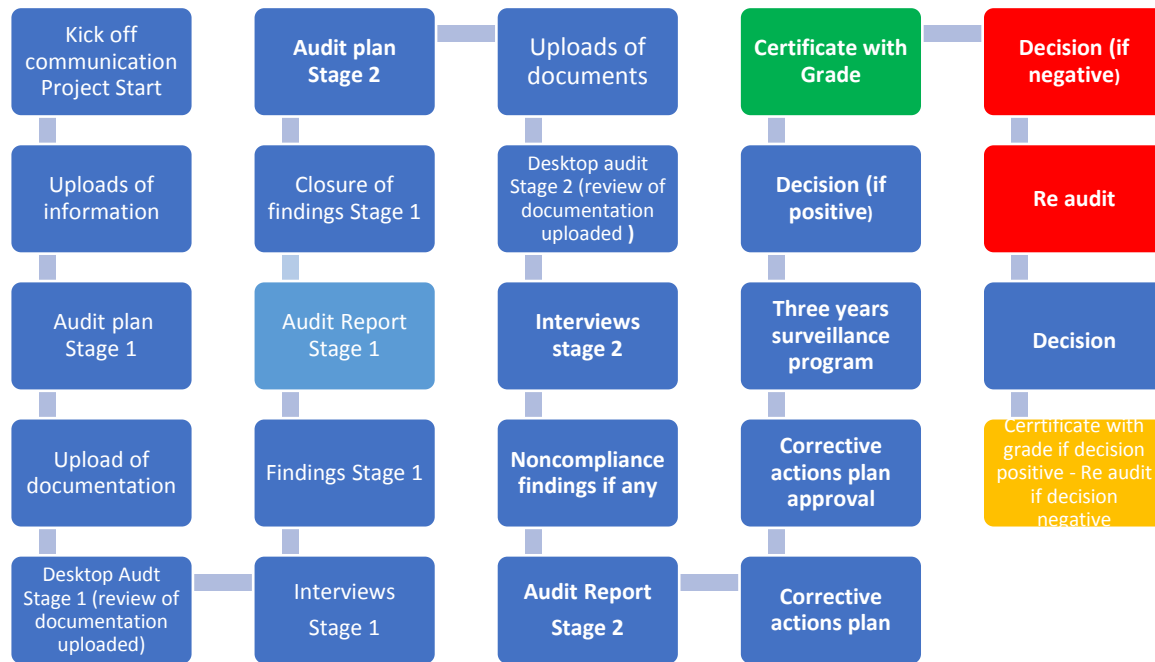 Kick off
communication
Project Start
Uploads of
information
Audit plan
Stage 1
Upload of
documentation
Desktop Audt
Stage 1 (review of
documentation
uploaded)
Interviews
Stage 1
Findings Stage 1
Audit Report
Stage 1
Closure of
findings Stage 1
Audit plan
Stage 2
Uploads of
documents
Desktop audit
Stage 2 (review of
documentation
uploaded )
Interviews
stage 2
Noncompliance
findings if any
Audit Report
Stage 2
Corrective
actions plan
Corrective
actions plan
approval
Three years
surveillance
program
Decision (if
positive)
Certificate with
Grade
Decision (if
negative)
Re audit
Decision
Cerrtificate with
grade if decision
positive - Re audit
if decision
negative